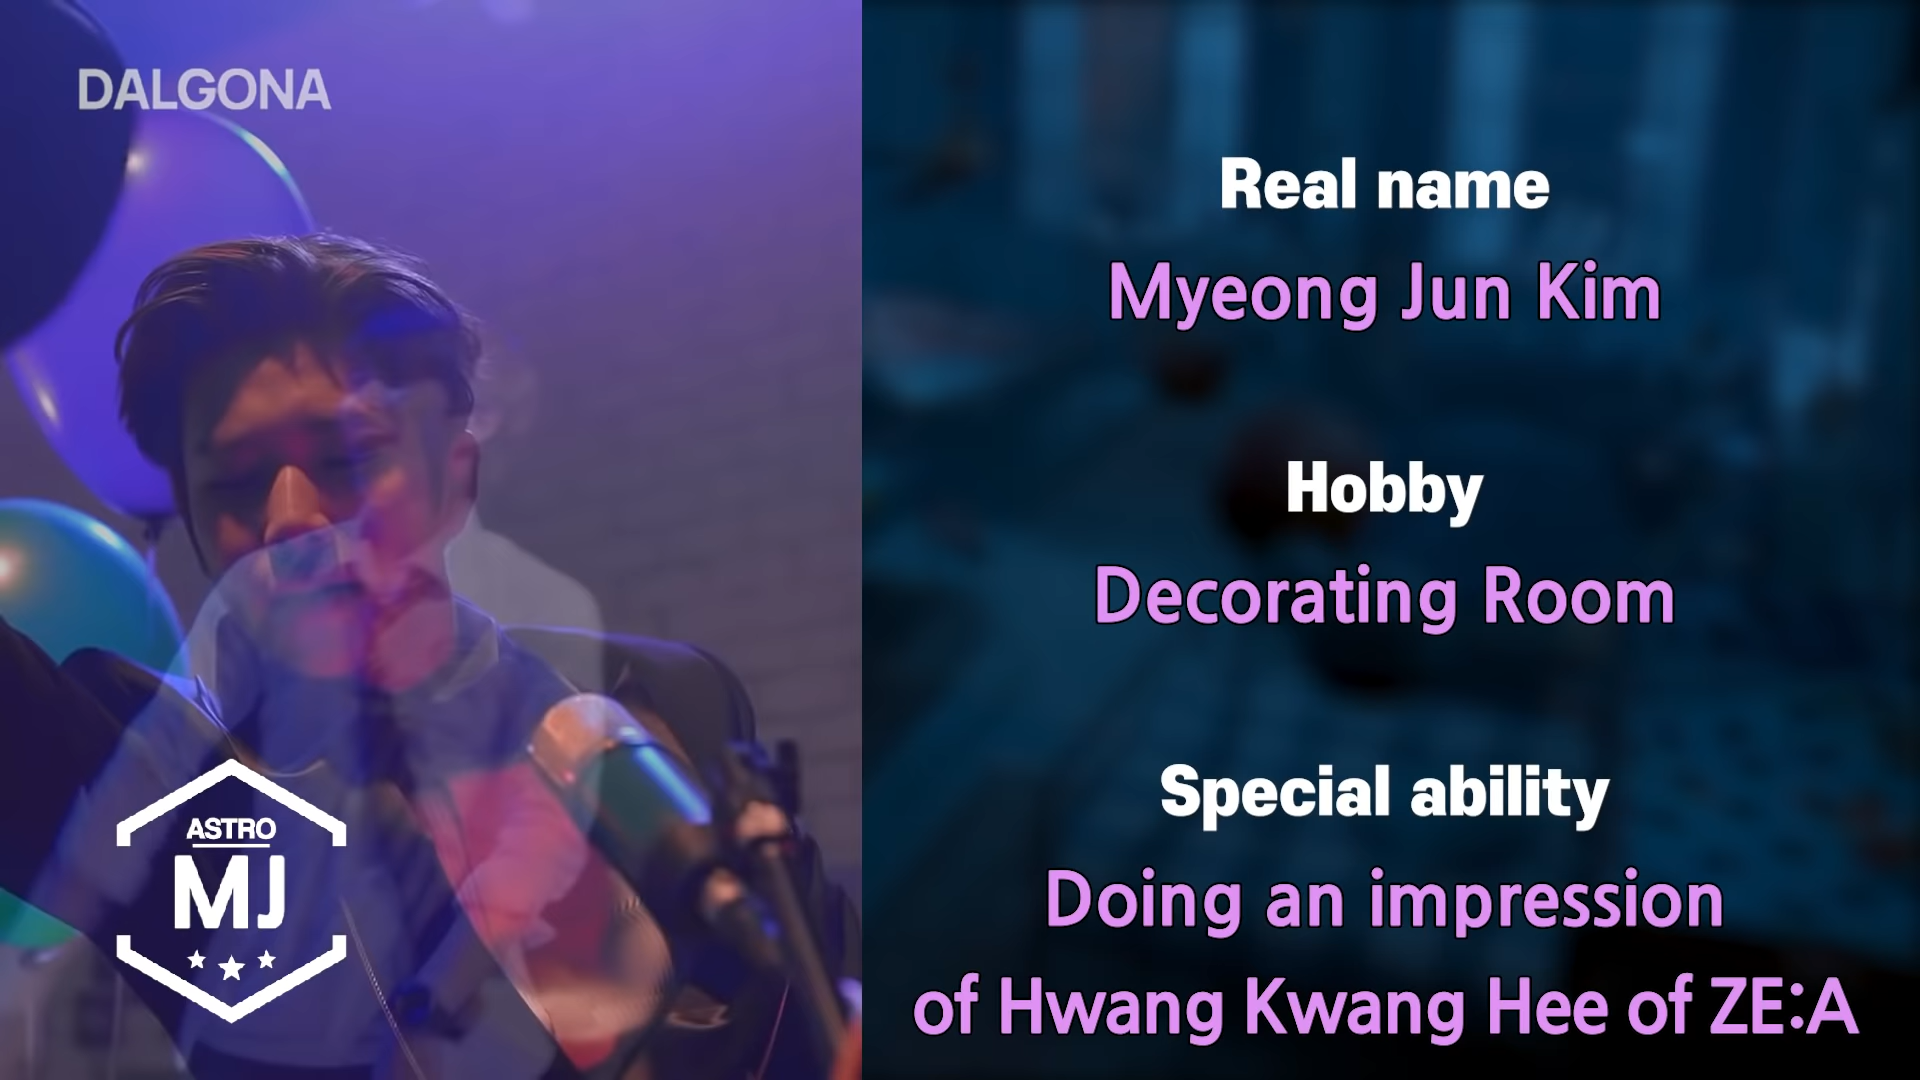 DALGONA
ASTRO
MJ
Real name
Myeong Jun Kim
Hobby
Decorating Room
Special ability
Doing an impression
of Hwang Kwang Hee of ZE:A